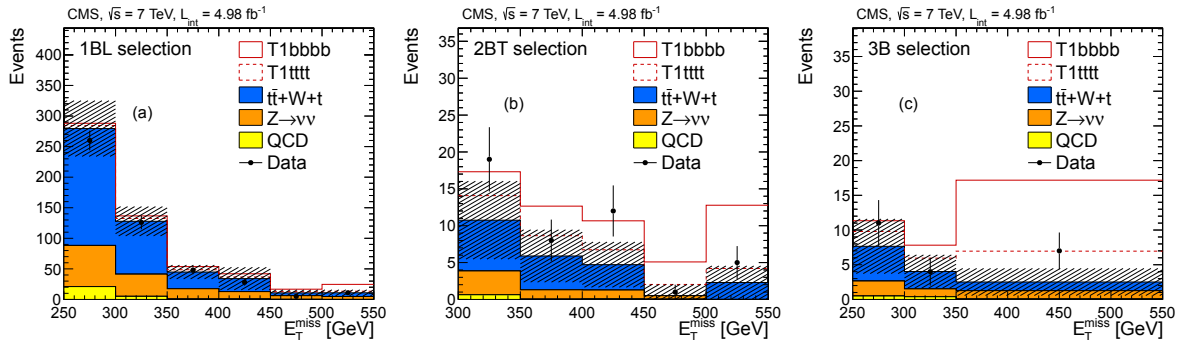 CMS, √s = 7 TeV, L_int = 4.98 fb⁻¹
Events
450
400
350
300
250
200
150
100
50
0
1BL selection
(a)
T1bbbb
T1tttt
tt̄+W+t
Z→νν
QCD
Data
250 300 350 400 450 500 550
E_T^miss [GeV]
CMS, √s = 7 TeV, L_int = 4.98 fb⁻¹
Events
40
35
30
25
20
15
10
5
0
2BT selection
(b)
T1bbbb
T1tttt
tt̄+W+t
Z→νν
QCD
Data
300 350 400 450 500 550
E_T^miss [GeV]
CMS, √s = 7 TeV, L_int = 4.98 fb⁻¹
Events
35
30
25
20
15
10
5
0
3B selection
(c)
T1bbbb
T1tttt
tt̄+W+t
Z→νν
QCD
Data
250 300 350 400 450 500 550
E_T^miss [GeV]